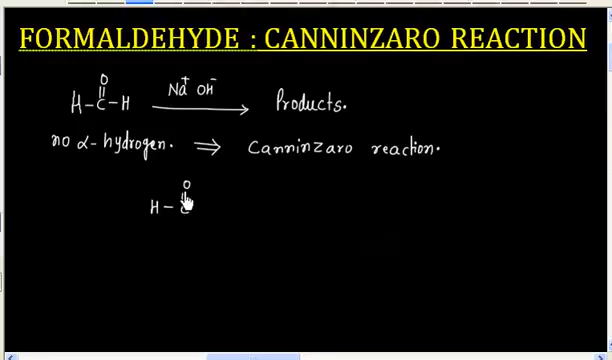 FORMALDEHYDE : CANNINZARO REACTION
O
H-C-H Na+ OH- Products.
no α-hydrogen. ⇒ Canninzaro reaction.
O
H-C